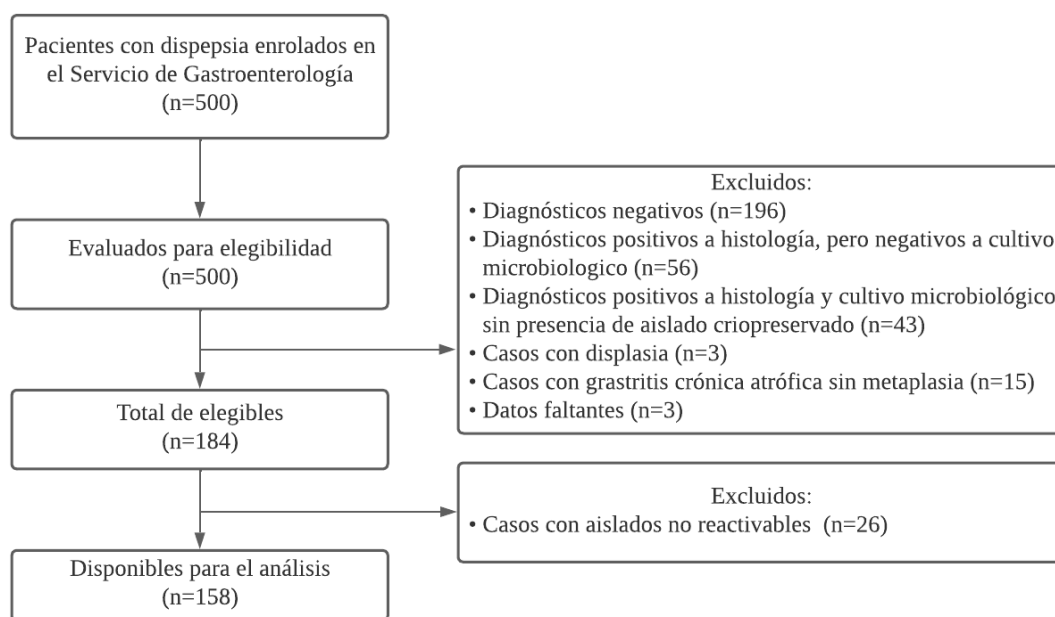 Pacientes con dispepsia enrolados en
el Servicio de Gastroenterología
(n=500)
Evaluados para elegibilidad
(n=500)
Excluidos:
• Diagnósticos negativos (n=196)
• Diagnósticos positivos a histología, pero negativos a cultivo
microbiologico (n=56)
• Diagnósticos positivos a histología y cultivo microbiológico
sin presencia de aislado criopreservado (n=43)
• Casos con displasia (n=3)
• Casos con grastritis crónica atrófica sin metaplasia (n=15)
• Datos faltantes (n=3)
Total de elegibles
(n=184)
Excluidos:
• Casos con aislados no reactivables (n=26)
Disponibles para el análisis
(n=158)